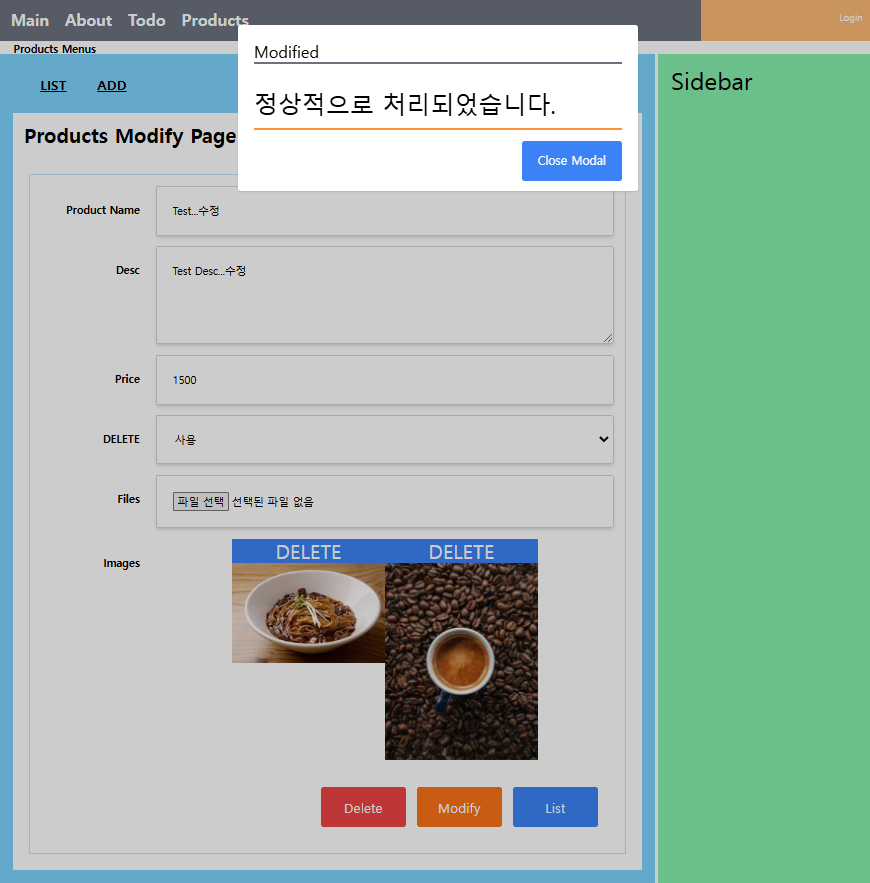 Main About Todo Products
Login
Products Menus
LIST ADD
Sidebar
Modified
정상적으로 처리되었습니다.
Close Modal
Products Modify Page
Product Name Test...수정
Desc Test Desc...수정
Price 1500
DELETE 사용
Files 파일 선택 선택된 파일 없음
Images DELETE DELETE
Delete Modify List